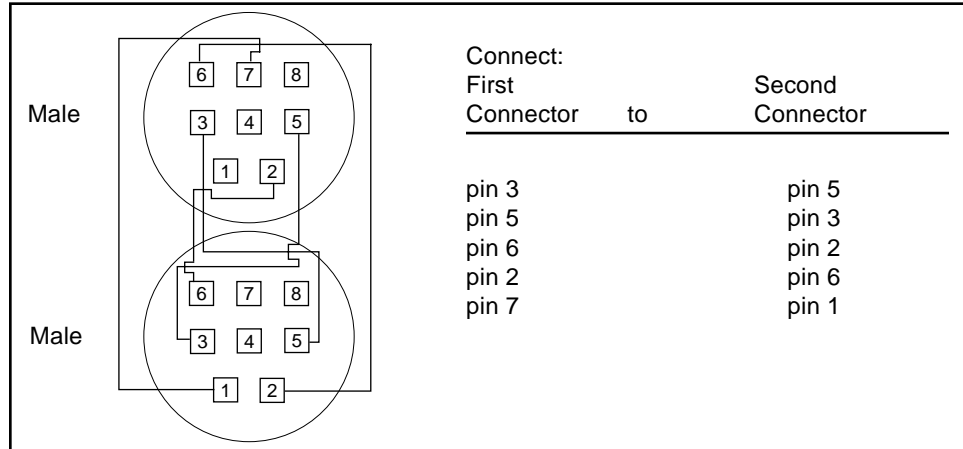 Male
6 7 8
3 4 5
1 2
Male
6 7 8
3 4 5
1 2
Connect:
First Second
Connector to Connector
pin 3 pin 5
pin 5 pin 3
pin 6 pin 2
pin 2 pin 6
pin 7 pin 1